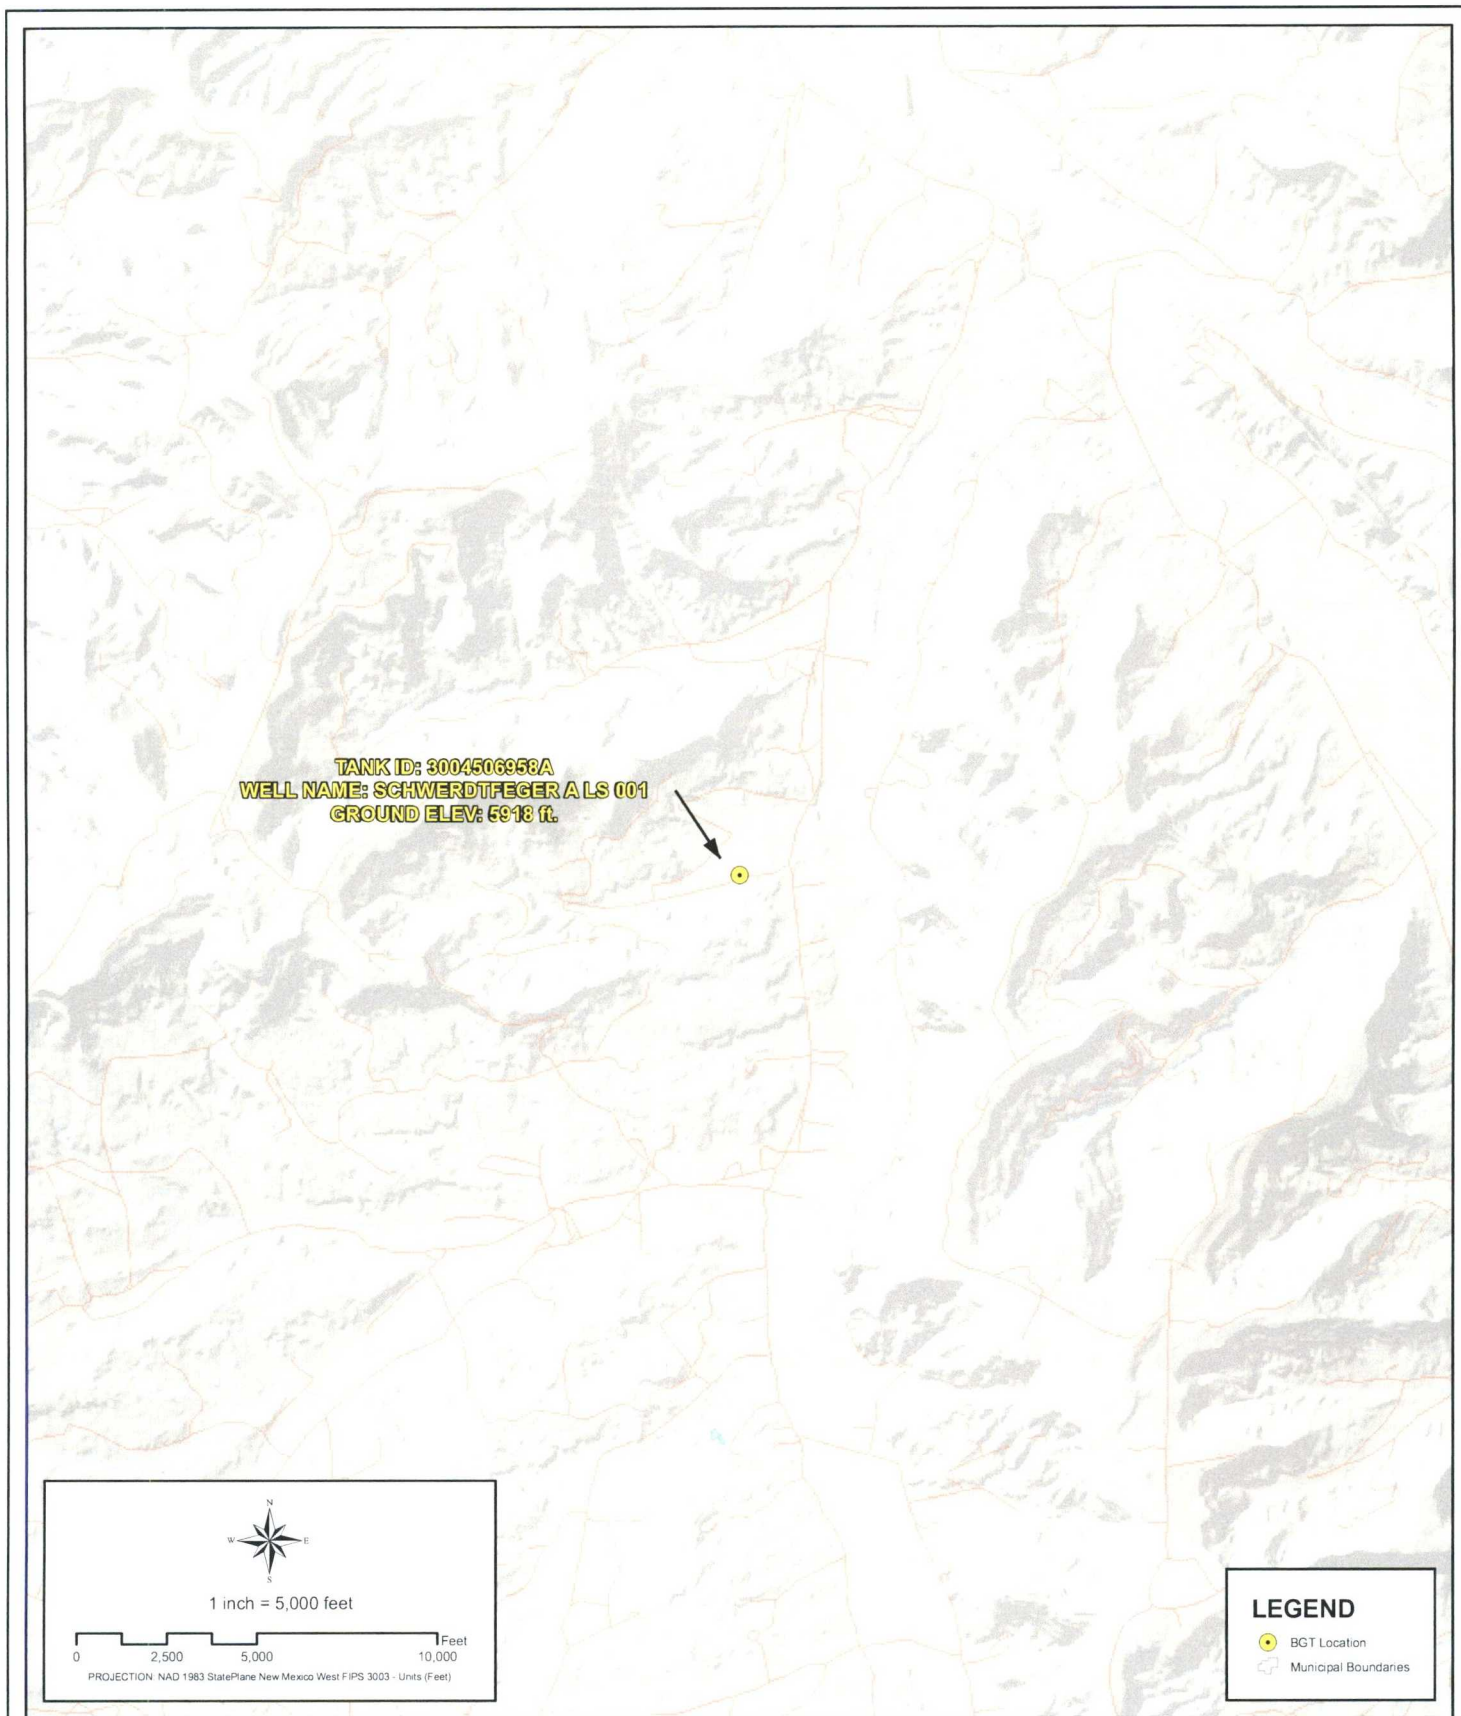 TANK ID: 3004506958A
WELL NAME: SCHWERDTFEGER A LS 001
GROUND ELEV: 5918 ft.
N
W E
S
1 inch = 5,000 feet
Feet
0 2,500 5,000 10,000
PROJECTION: NAD 1983 StatePlane New Mexico West FIPS 3003 - Units (Feet)
LEGEND
BGT Location
Municipal Boundaries